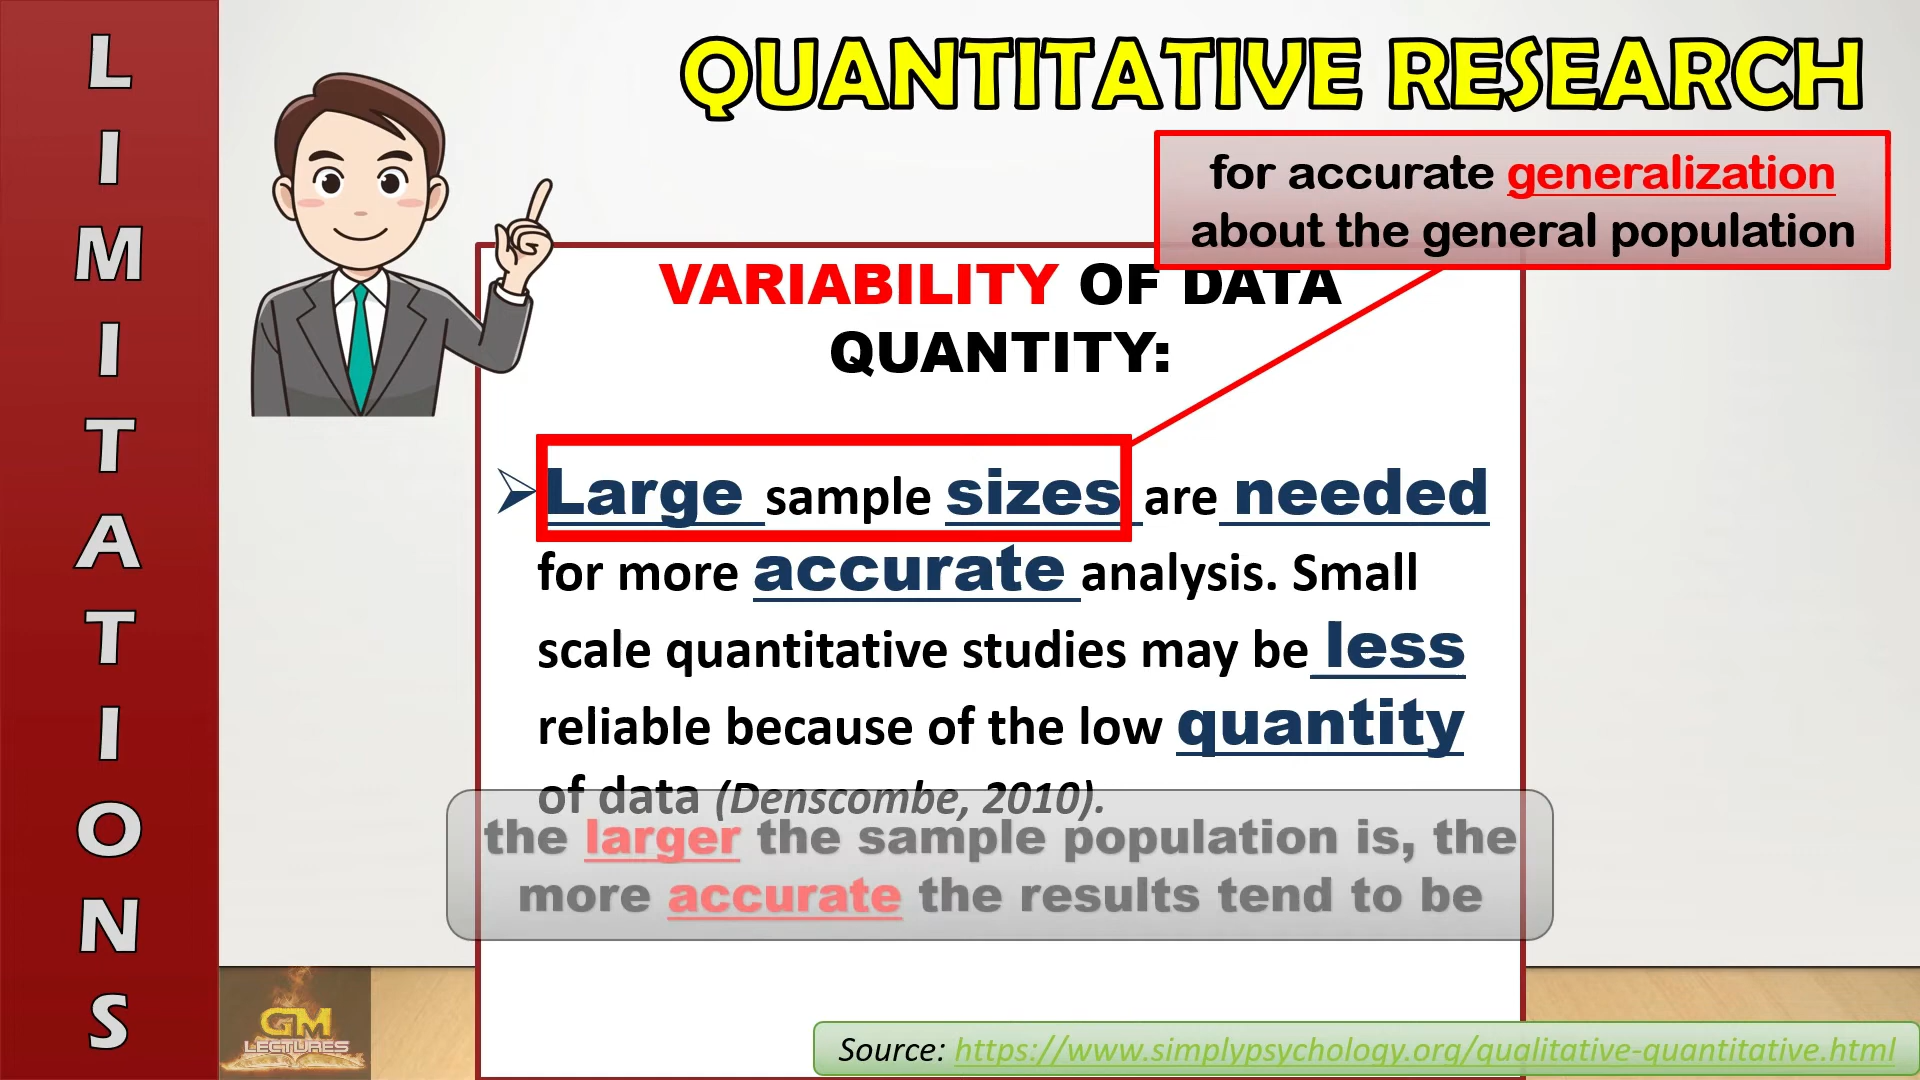 LIMITATIONS
QUANTITATIVE RESEARCH
for accurate generalization
about the general population
VARIABILITY OF DATA
QUANTITY:
Large sample sizes are needed
for more accurate analysis. Small
scale quantitative studies may be less
reliable because of the low quantity
of data (Denscombe, 2010).
the larger the sample population is, the
more accurate the results tend to be
GM
LECTURES
Source: https://www.simplypsychology.org/qualitative-quantitative.html